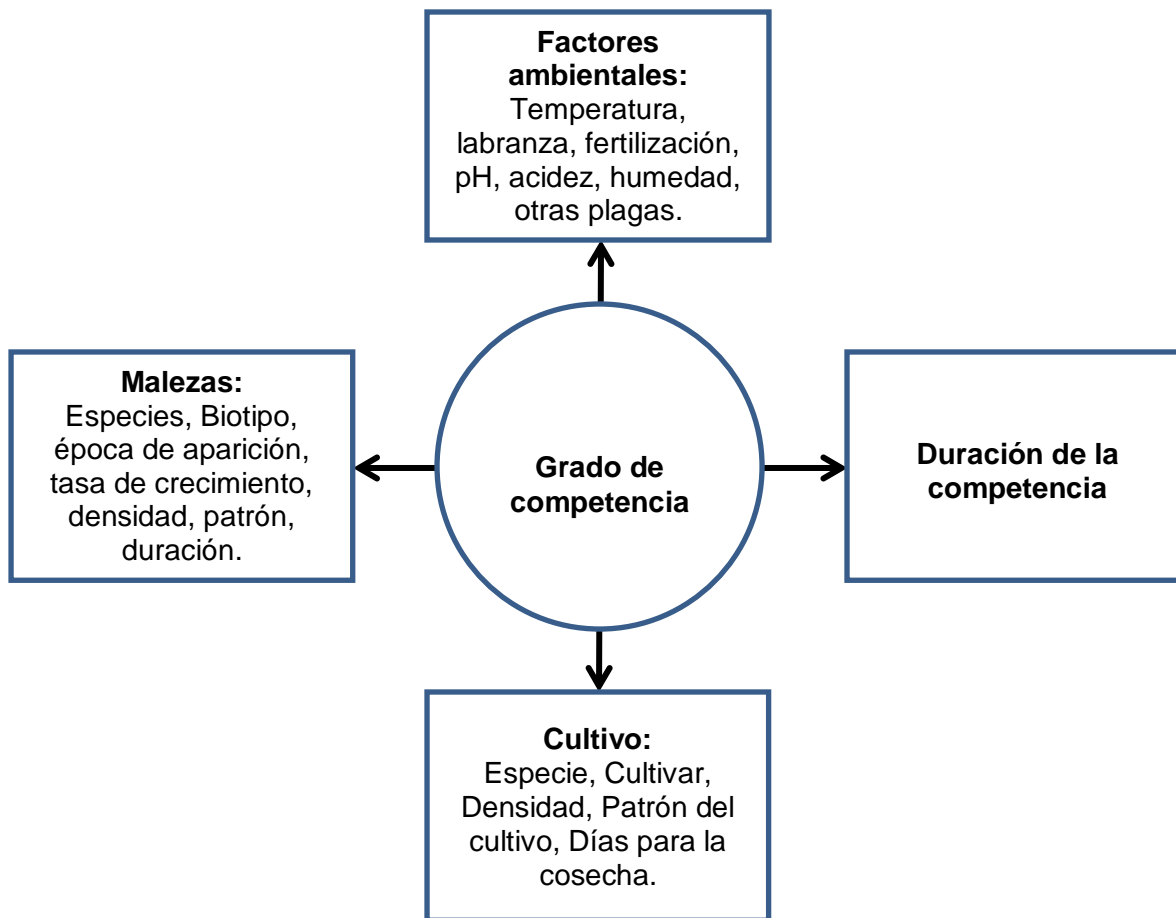 Factores
ambientales:
Temperatura,
labranza, fertilización,
pH, acidez, humedad,
otras plagas.
Malezas:
Especies, Biotipo,
época de aparición,
tasa de crecimiento,
densidad, patrón,
duración.
Grado de
competencia
Duración de la
competencia
Cultivo:
Especie, Cultivar,
Densidad, Patrón del
cultivo, Días para la
cosecha.